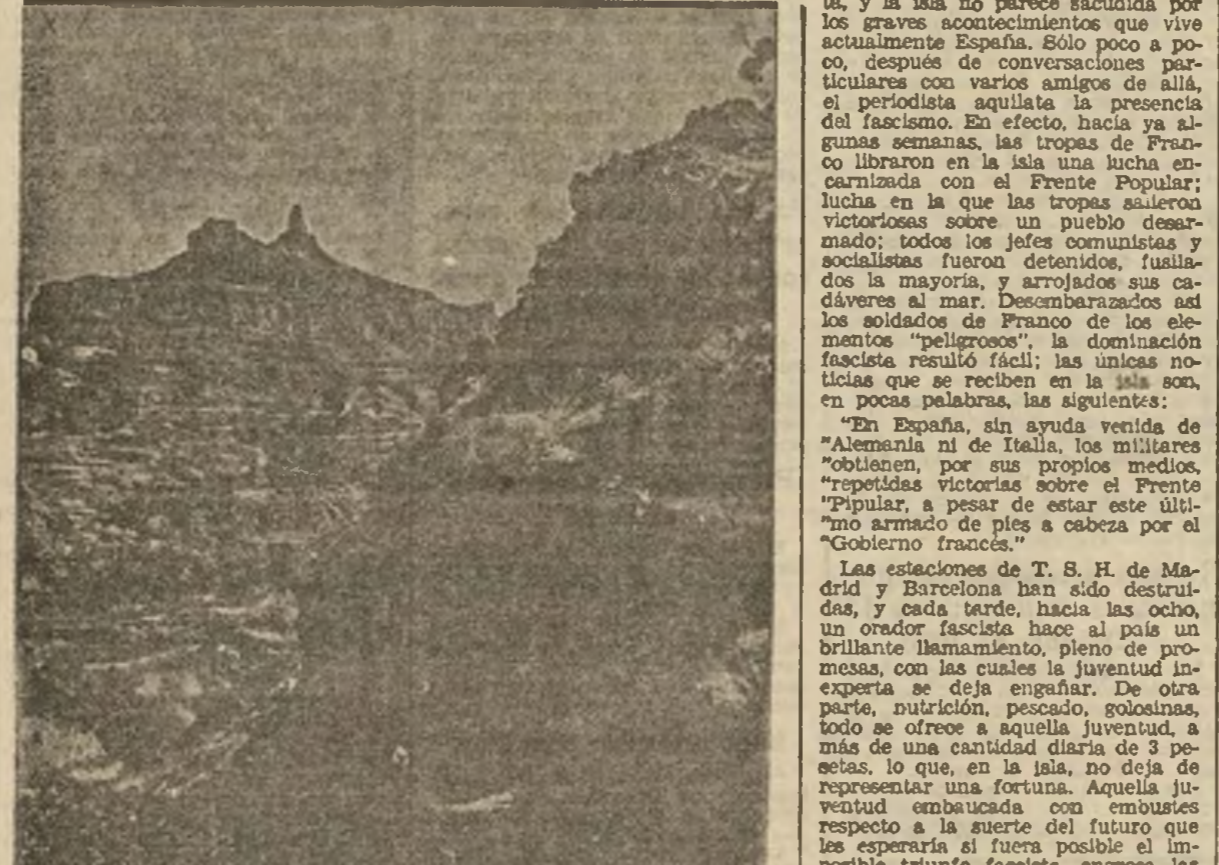 ta, y la isla no parece sacudida por
los graves acontecimientos que vive
actualmente España. Sólo poco a po-
co, después de conversaciones par-
ticulares con varios amigos de allá,
el periodista aquilata la presencia
del fascismo. En efecto, hacía ya al-
gunas semanas, las tropas de Fran-
co libraron en la isla una lucha en-
carnizada con el Frente Popular;
lucha en la que las tropas salieron
victoriosas sobre un pueblo desar-
mado; todos los jefes comunistas y
socialistas fueron detenidos, fusila-
dos la mayoría, y arrojados sus ca-
dáveres al mar. Desembarazados así
los soldados de Franco de los ele-
mentos "peligrosos", la dominación
fascista resultó fácil; las únicas no-
ticias que se reciben en la isla son,
en pocas palabras, las siguientes:
"En España, sin ayuda venida de
"Alemania ni de Italia, los militares
"obtienen, por sus propios medios,
"repetidas victorias sobre el Frente
"Pipular, a pesar de estar este últi-
"mo armado de pies a cabeza por el
"Gobierno francés."
Las estaciones de T. S. H. de Ma-
drid y Barcelona han sido destruí-
das, y cada tarde, hacia las ocho,
un orador fascista hace al país un
brillante llamamiento, pleno de pro-
mesas, con las cuales la juventud in-
experta se deja engañar. De otra
parte, nutrición, pescado, golosinas,
todo se ofrece a aquella juventud, a
más de una cantidad diaria de 3 pe-
setas, lo que, en la isla, no deja de
representar una fortuna. Aquella ju-
ventud embaucada con embustes
respecto a la suerte del futuro que
les esperaría si fuera posible el im-
posible triunfo fascista,